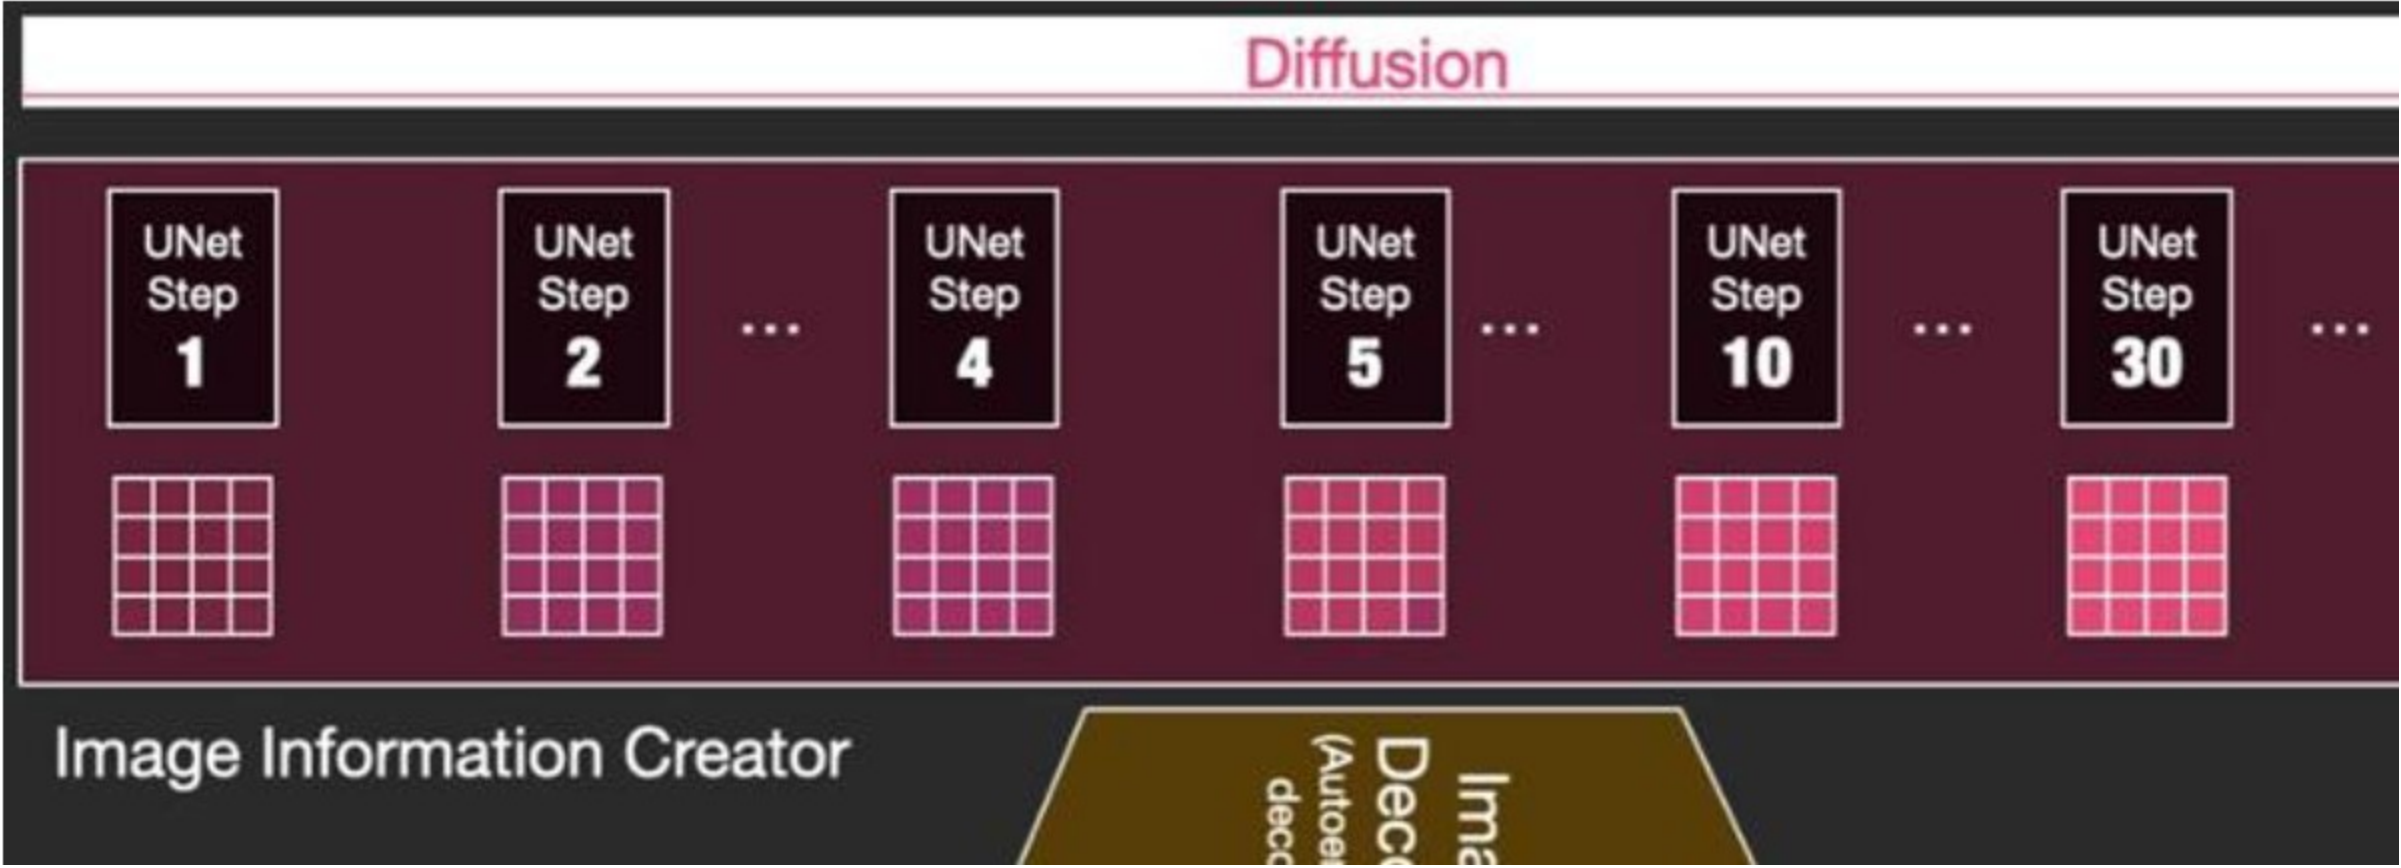 Diffusion
UNet
Step
1
UNet
Step
2
...
UNet
Step
4
UNet
Step
5
...
UNet
Step
10
...
UNet
Step
30
...
Image Information Creator